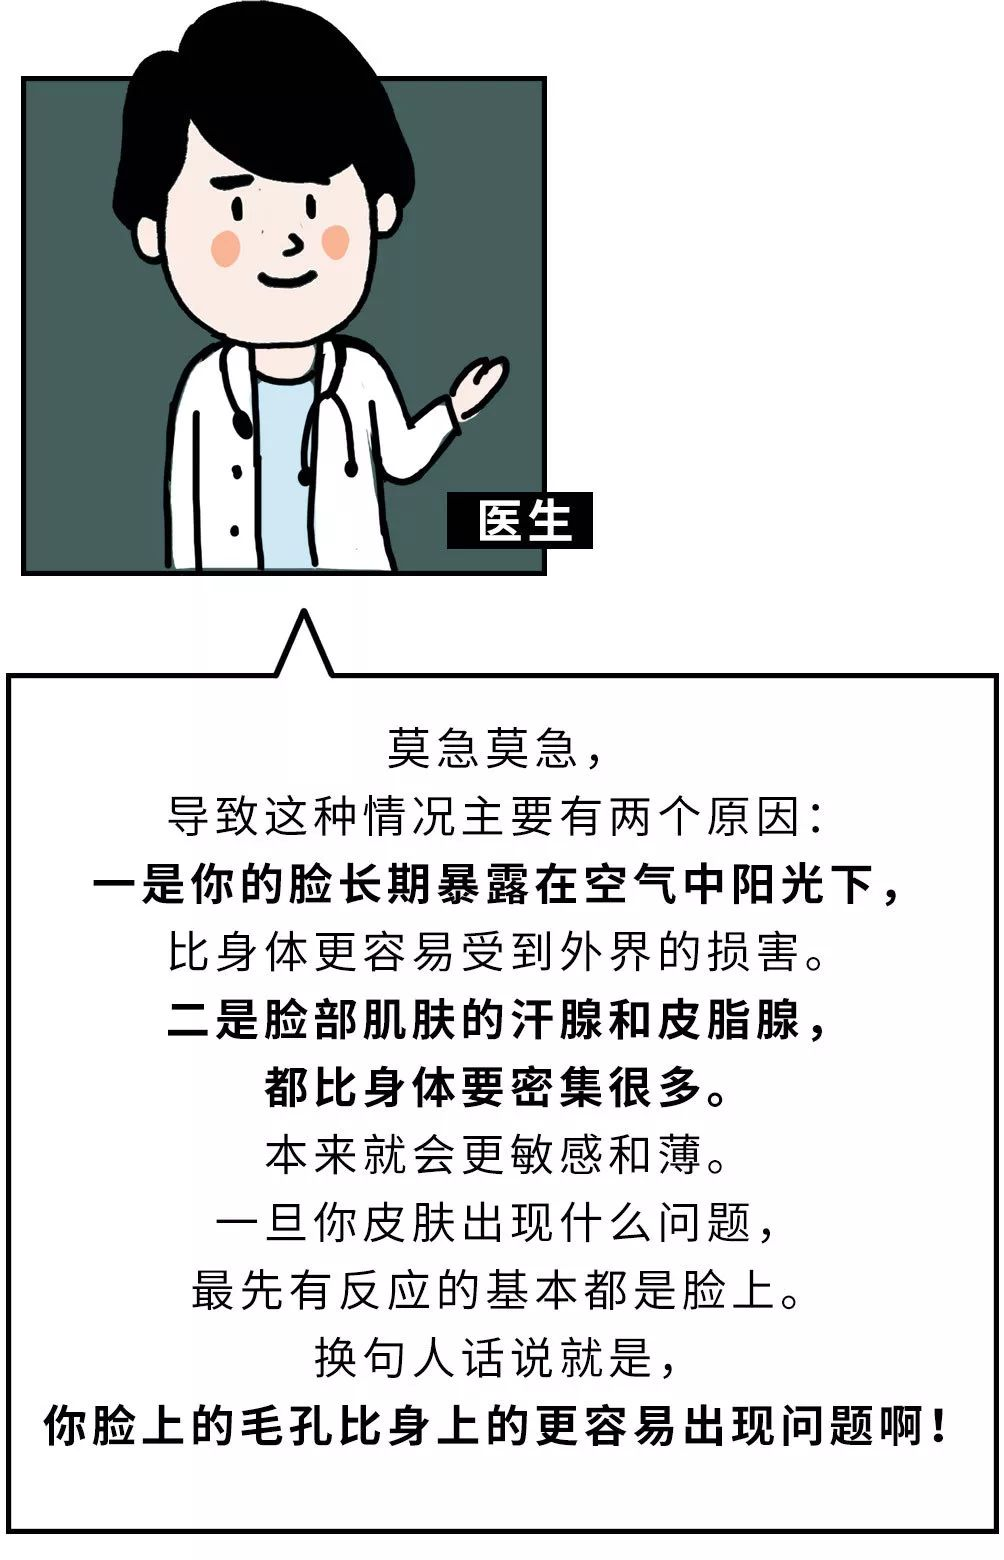 医生
莫急莫急，
导致这种情况主要有两个原因：
一是你的脸长期暴露在空气中阳光下，
比身体更容易受到外界的损害。
二是脸部肌肤的汗腺和皮脂腺，
都比身体要密集很多。
本来就会更敏感和薄。
一旦你皮肤出现什么问题，
最先有反应的基本都是脸上。
换句人话说就是，
你脸上的毛孔比身上的更容易出现问题啊！